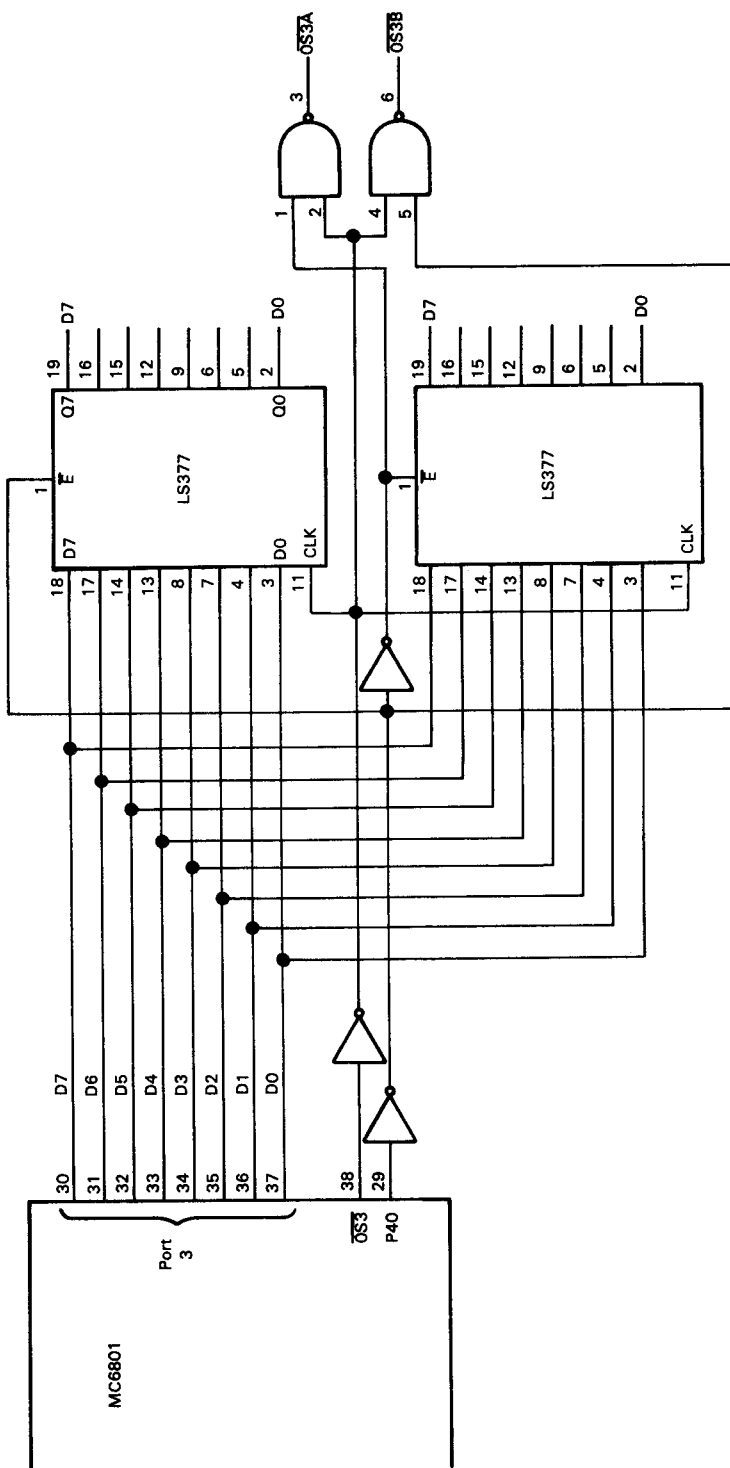 MC6801
Port
3
OS3
P40
30
31
32
33
34
35
36
37
38
29
D7
D6
D5
D4
D3
D2
D1
D0
18
17
14
13
8
7
4
3
11
D7
D0
CLK
1
E
LS377
Q7
Q0
19
16
15
12
9
6
5
2
D7
D0
18
17
14
13
8
7
4
3
11
CLK
1
E
LS377
19
16
15
12
9
6
5
2
D7
D0
1
2
3
OS3A
4
5
6
OS3B